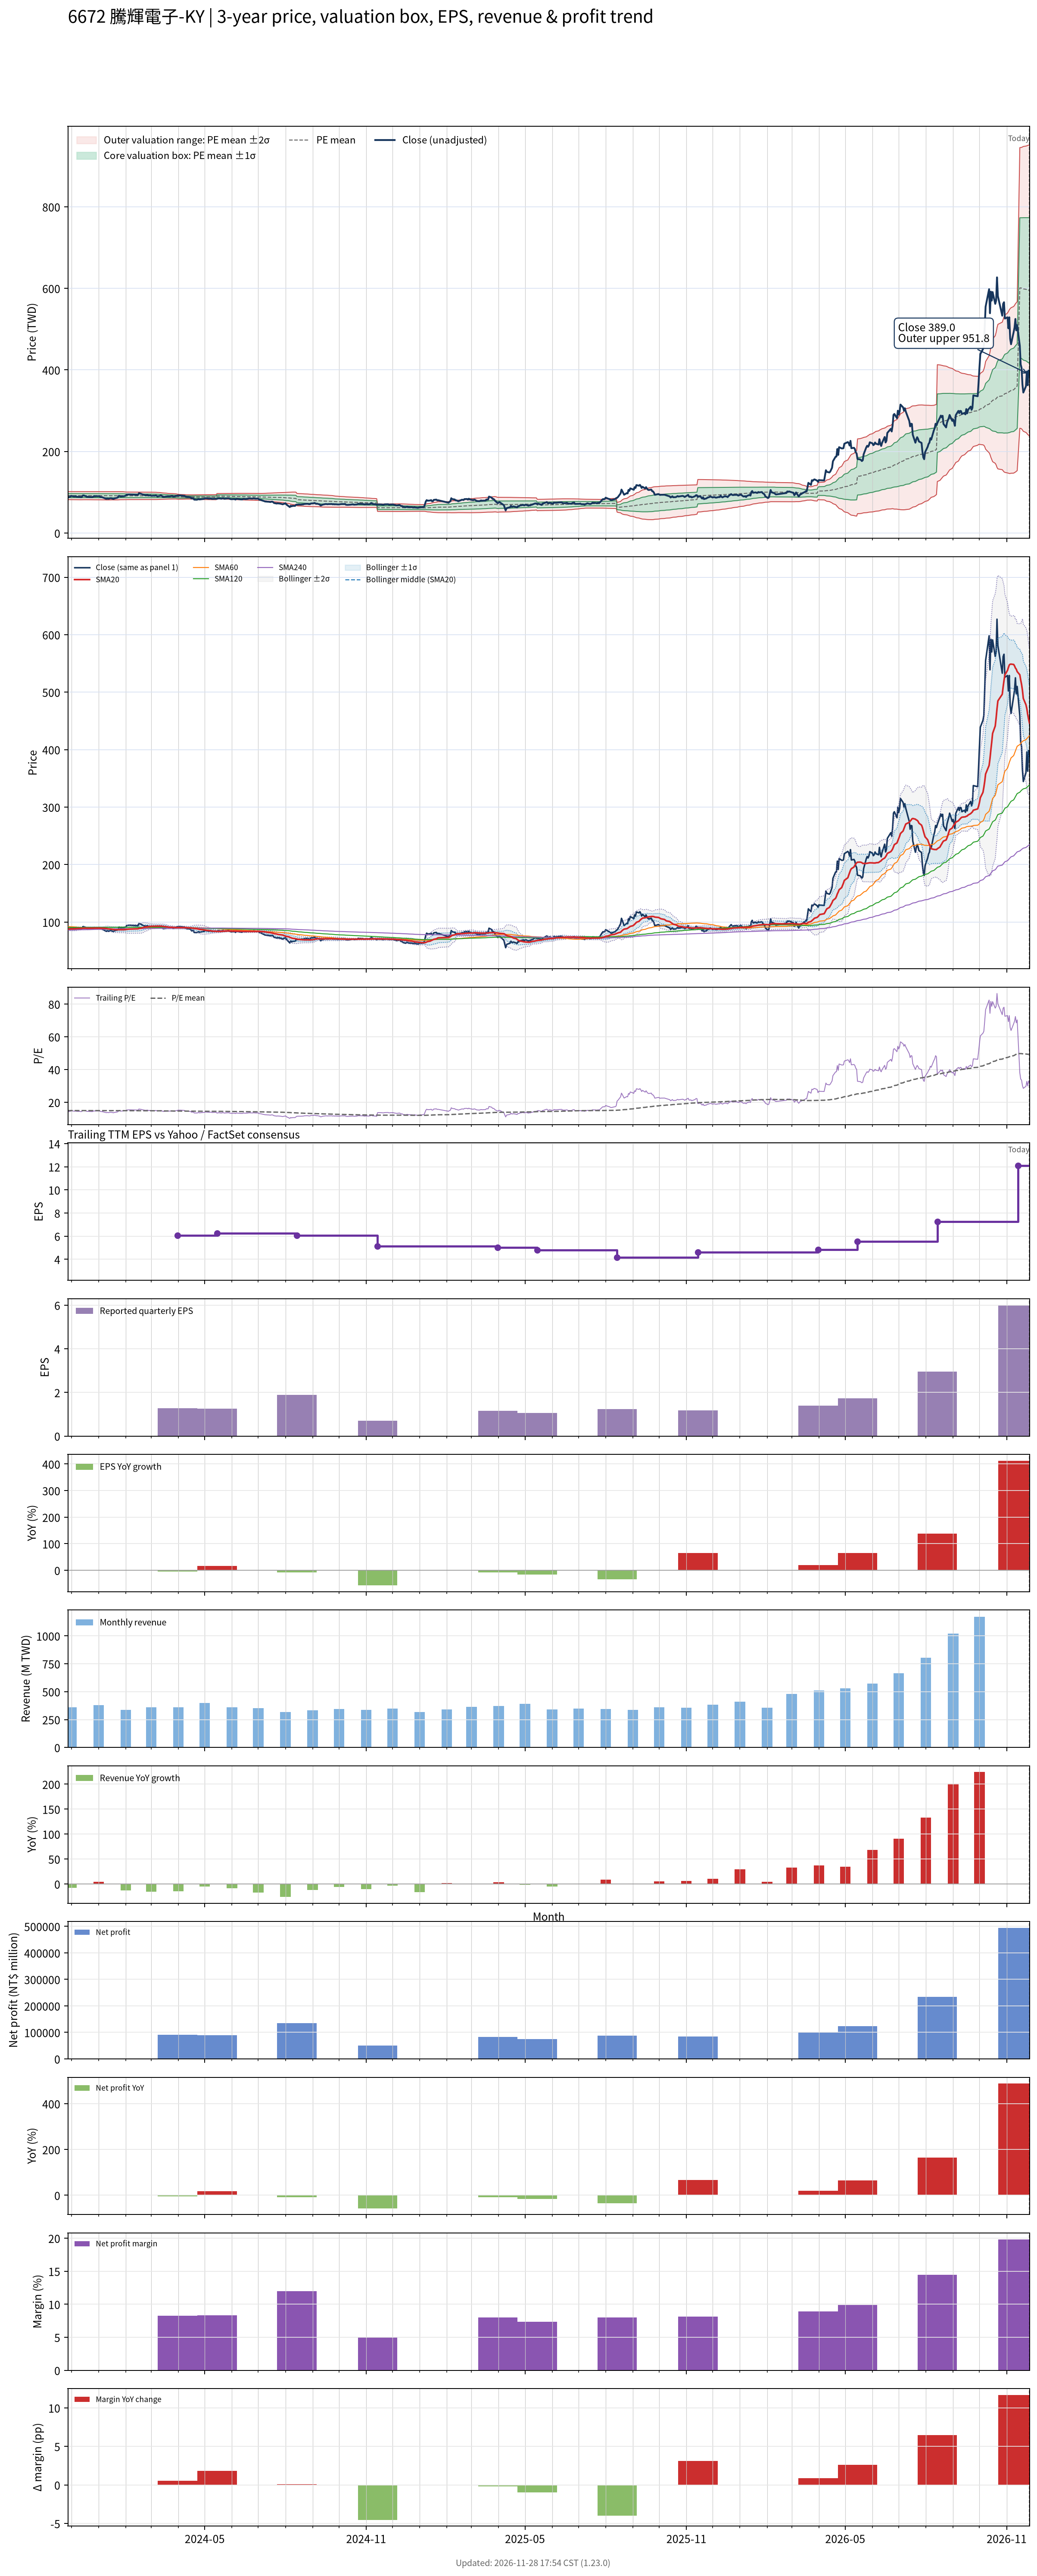 6672 騰輝電子-KY | 3-year price, valuation box, EPS, revenue & profit trend
Outer valuation range: PE mean ±2σ
PE mean
Close (unadjusted)
Core valuation box: PE mean ±1σ
Today
Close 389.0
Outer upper 951.8
Price (TWD)
800
600
400
200
0
Close (same as panel 1)
SMA60
SMA240
Bollinger ±1σ
SMA20
SMA120
Bollinger ±2σ
Bollinger middle (SMA20)
Price
700
600
500
400
300
200
100
Trailing P/E
P/E mean
P/E
80
60
40
20
Trailing TTM EPS vs Yahoo / FactSet consensus
Today
EPS
14
12
10
8
6
4
Reported quarterly EPS
EPS
6
4
2
0
EPS YoY growth
YoY (%)
400
300
200
100
0
Monthly revenue
Revenue (M TWD)
1000
750
500
250
0
Revenue YoY growth
YoY (%)
200
150
100
50
0
Month
Net profit
Net profit (NT$ million)
500000
400000
300000
200000
100000
0
Net profit YoY
YoY (%)
400
200
0
Net profit margin
Margin (%)
20
15
10
5
0
Margin YoY change
Δ margin (pp)
10
5
0
-5
2024-05
2024-11
2025-05
2025-11
2026-05
2026-11
Updated: 2026-11-28 17:54 CST (1.23.0)